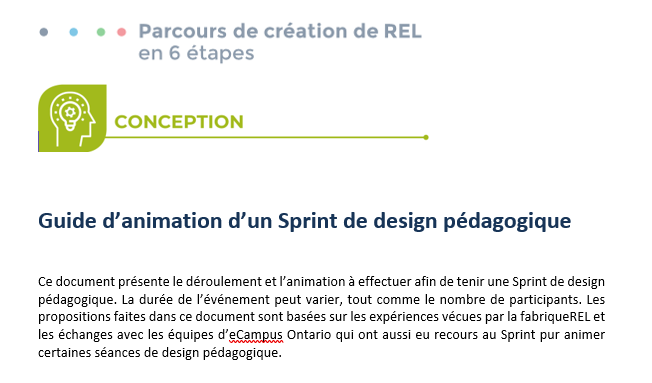 Parcours de création de REL
en 6 étapes
CONCEPTION
Guide d’animation d’un Sprint de design pédagogique
Ce document présente le déroulement et l’animation à effectuer afin de tenir une Sprint de design
pédagogique. La durée de l’événement peut varier, tout comme le nombre de participants. Les
propositions faites dans ce document sont basées sur les expériences vécues par la fabriqueREL et
les échanges avec les équipes d’eCampus Ontario qui ont aussi eu recours au Sprint pur animer
certaines séances de design pédagogique.